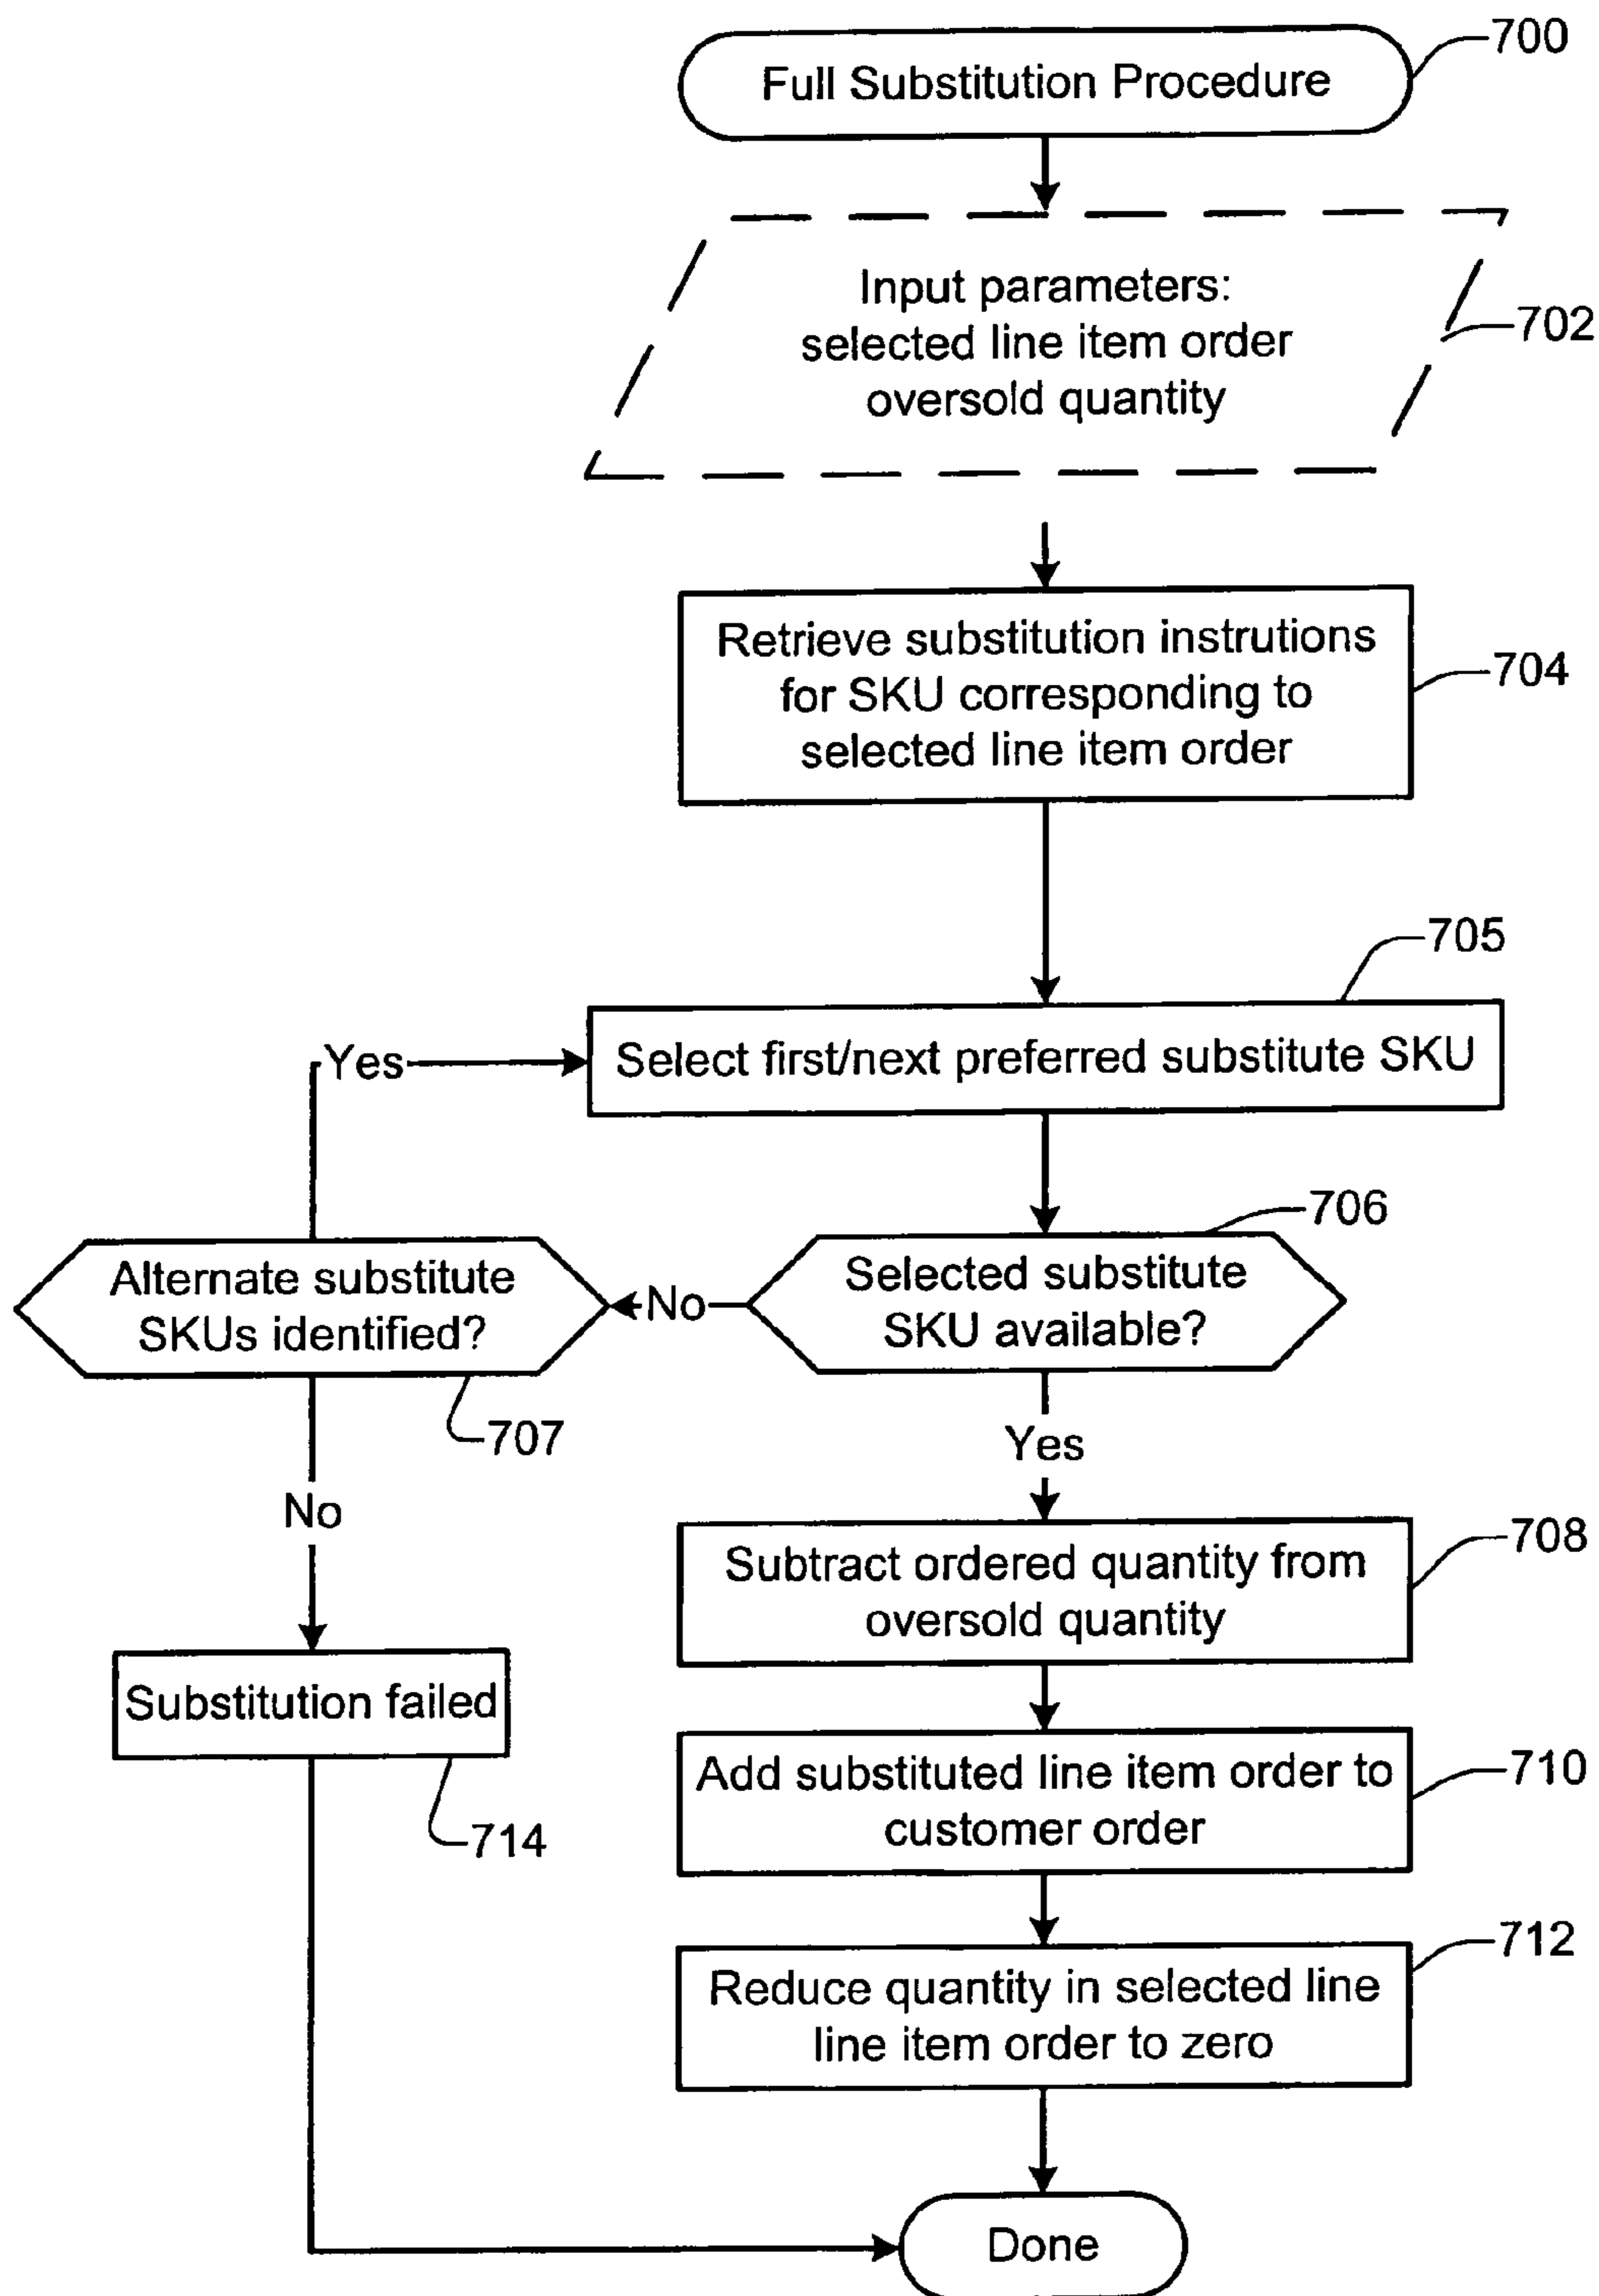 700
Full Substitution Procedure
Input parameters:
selected line item order
oversold quantity
702
Retrieve substitution instrutions
for SKU corresponding to
selected line item order
704
705
Select first/next preferred substitute SKU
Yes
706
Selected substitute
SKU available?
No
Alternate substitute
SKUs identified?
707
Yes
No
708
Subtract ordered quantity from
oversold quantity
Substitution failed
714
Add substituted line item order to
customer order
710
712
Reduce quantity in selected line
line item order to zero
Done